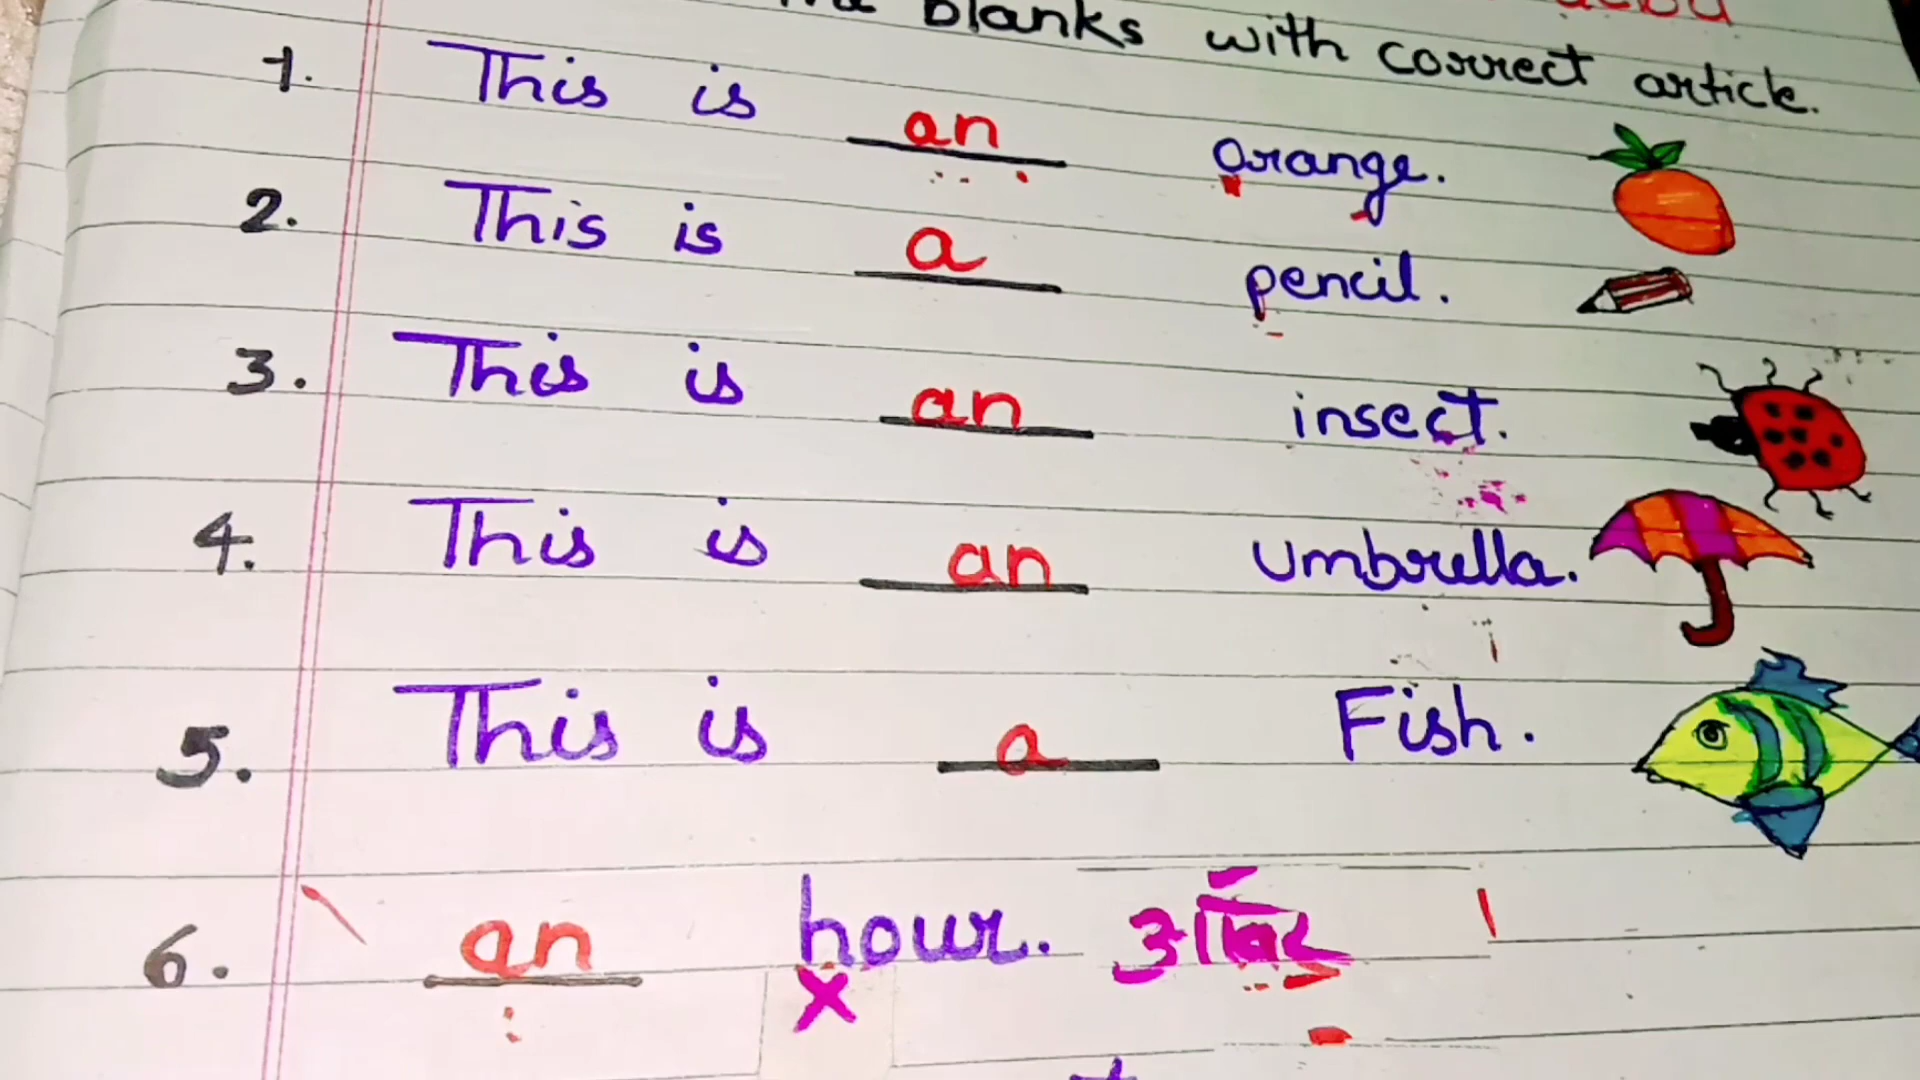 blanks with correct article.
1. This is an orange.
2. This is a pencil.
3. This is an insect.
4. This is an umbrella.
5. This is a Fish.
6. an hour.
x